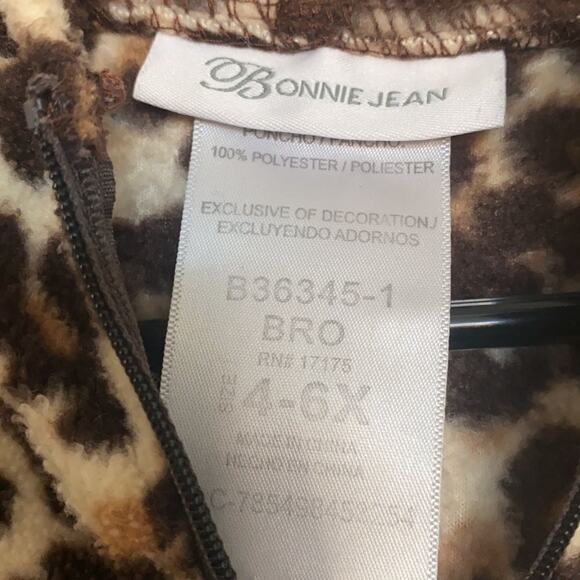 BONNIE JEAN
PONCHO / PANCHO:
100% POLYESTER / POLIESTER
EXCLUSIVE OF DECORATION /
EXCLUYENDO ADORNOS
B36345-1
BRO
RN# 17175
SIZE 4-6X
MADE IN CHINA
HECHO EN CHINA